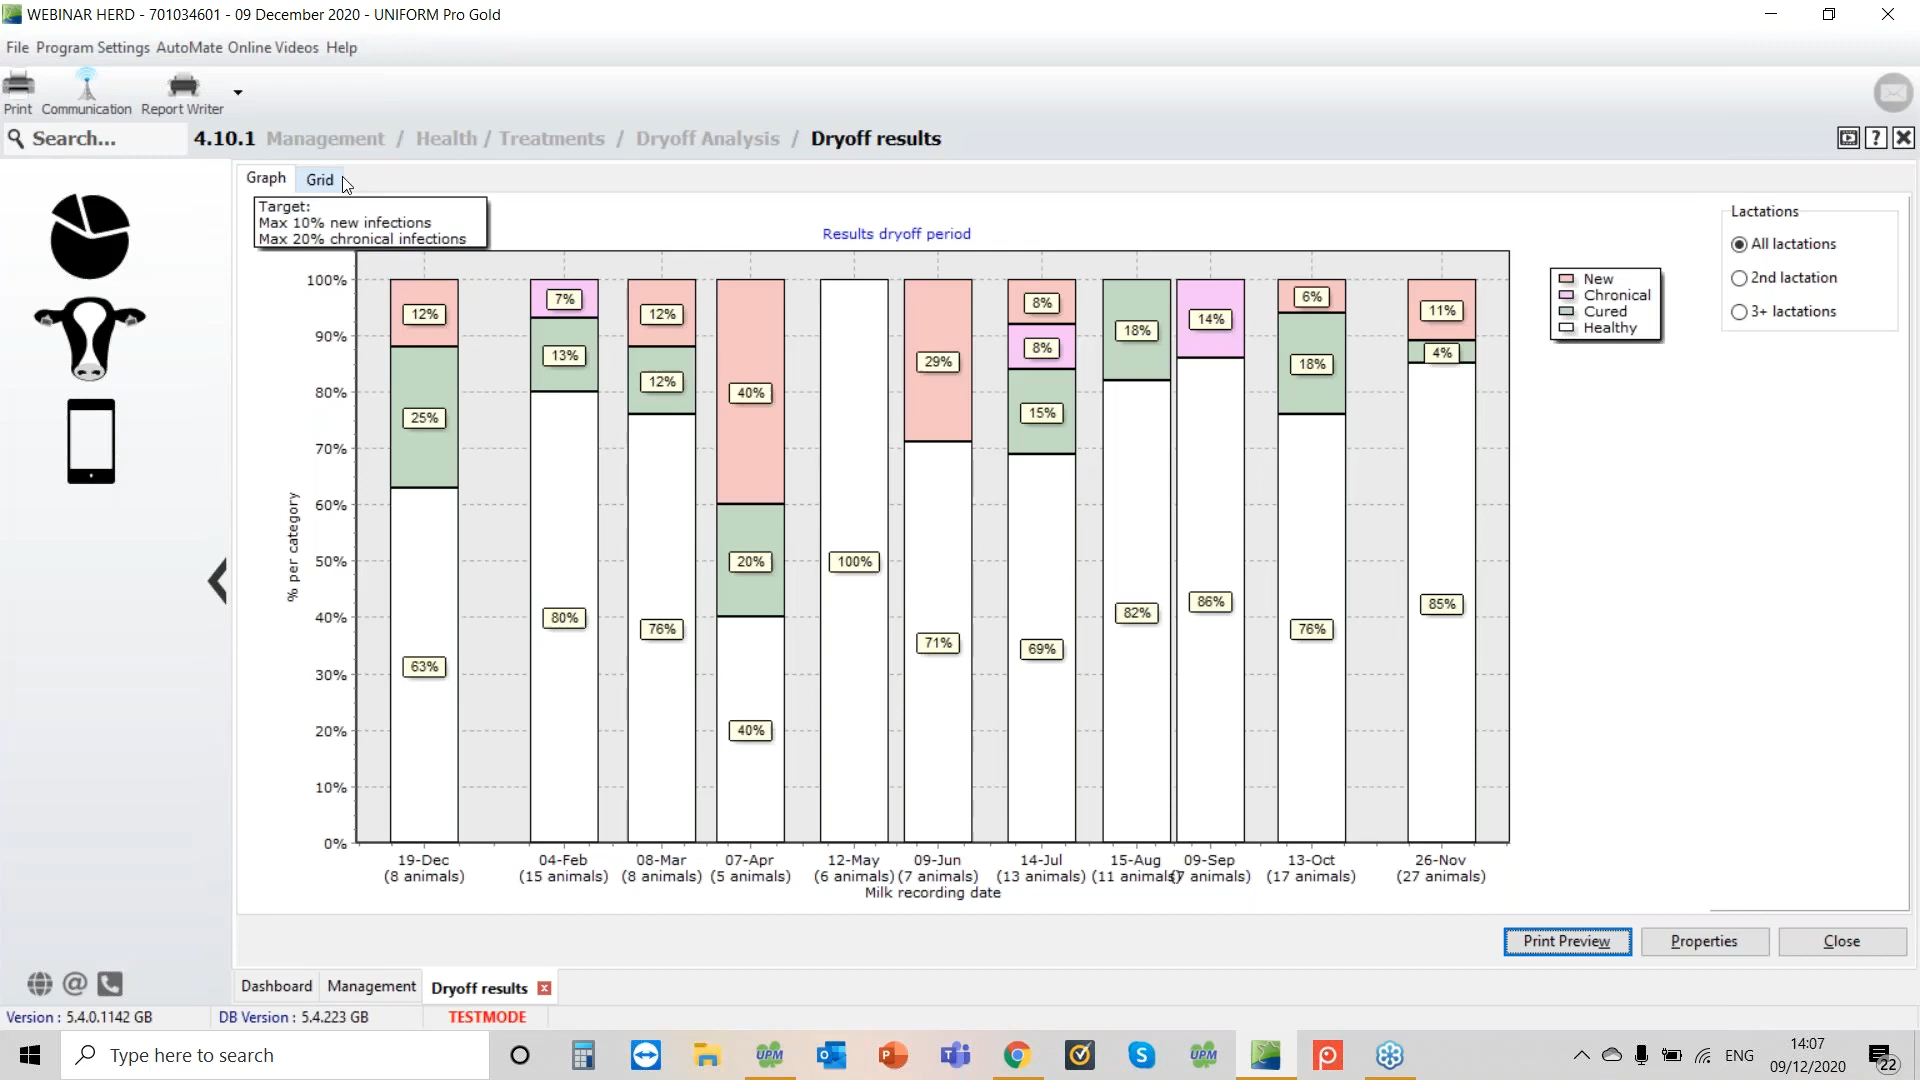 WEBINAR HERD - 701034601 - 09 December 2020 - UNIFORM Pro Gold
File Program Settings AutoMate Online Videos Help
Print Communication Report Writer
Search... 4.10.1 Management / Health / Treatments / Dryoff Analysis / Dryoff results
Graph Grid
Target:
Max 10% new infections
Max 20% chronical infections
Results dryoff period
Lactations
All lactations
2nd lactation
3+ lactations
New
Chronical
Cured
Healthy
% per category
100%
90%
80%
70%
60%
50%
40%
30%
20%
10%
0%
12%
25%
63%
7%
13%
80%
12%
12%
76%
40%
20%
40%
100%
29%
71%
8%
8%
15%
69%
18%
82%
14%
86%
6%
18%
76%
11%
4%
85%
19-Dec 04-Feb 08-Mar 07-Apr 12-May 09-Jun 14-Jul 15-Aug 09-Sep 13-Oct 26-Nov
(8 animals) (15 animals) (8 animals) (5 animals) (6 animals) (7 animals) (13 animals) (11 animals) (7 animals) (17 animals) (27 animals)
Milk recording date
Print Preview Properties Close
Dashboard Management Dryoff results
Version : 5.4.0.1142 GB DB Version : 5.4.223 GB TESTMODE
Type here to search
UPM
UPM
ENG
14:07
09/12/2020
22